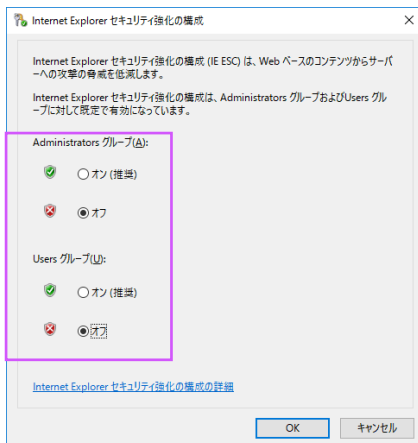 Internet Explorer セキュリティ強化の構成
Internet Explorer セキュリティ強化の構成 (IE ESC) は、Web ベースのコンテンツからサーバ
ーへの攻撃の脅威を低減します。
Internet Explorer セキュリティ強化の構成は、Administrators グループおよびUsers グル
ープに対して既定で有効になっています。
Administrators グループ(A):
オン (推奨)
オフ
Users グループ(U):
オン (推奨)
オフ
Internet Explorer セキュリティ強化の構成の詳細
OK キャンセル